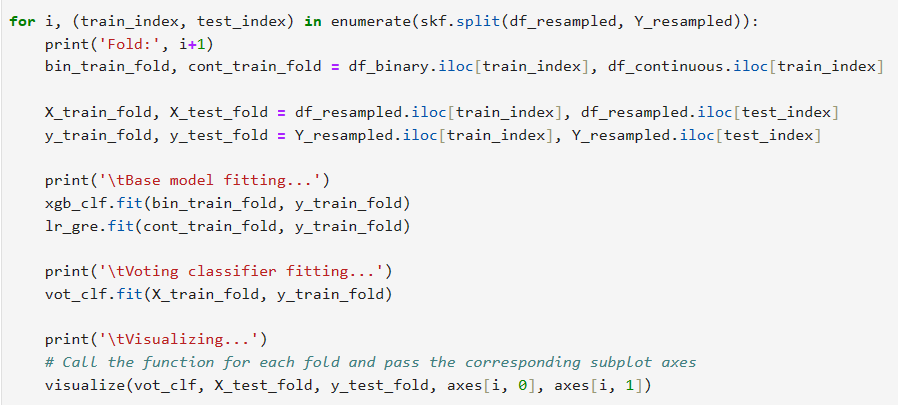 for i, (train_index, test_index) in enumerate(skf.split(df_resampled, Y_resampled)):
    print('Fold:', i+1)
    bin_train_fold, cont_train_fold = df_binary.iloc[train_index], df_continuous.iloc[train_index]

    X_train_fold, X_test_fold = df_resampled.iloc[train_index], df_resampled.iloc[test_index]
    y_train_fold, y_test_fold = Y_resampled.iloc[train_index], Y_resampled.iloc[test_index]

    print('\tBase model fitting...')
    xgb_clf.fit(bin_train_fold, y_train_fold)
    lr_gre.fit(cont_train_fold, y_train_fold)

    print('\tVoting classifier fitting...')
    vot_clf.fit(X_train_fold, y_train_fold)

    print('\tVisualizing...')
    # Call the function for each fold and pass the corresponding subplot axes
    visualize(vot_clf, X_test_fold, y_test_fold, axes[i, 0], axes[i, 1])